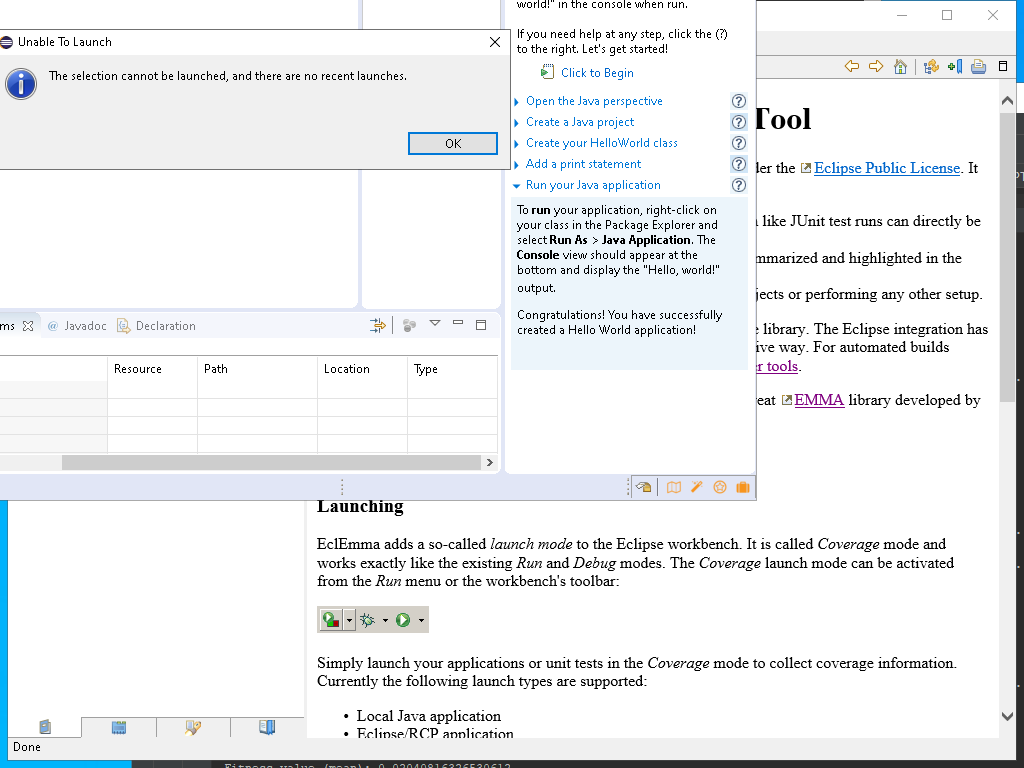 world!" in the console when run.
Unable To Launch
The selection cannot be launched, and there are no recent launches.
OK
If you need help at any step, click the (?)
to the right. Let's get started!
Click to Begin
Open the Java perspective
Create a Java project
Create your HelloWorld class
Add a print statement
Run your Java application
To run your application, right-click on
your class in the Package Explorer and
select Run As > Java Application. The
Console view should appear at the
bottom and display the "Hello, world!"
output.
Congratulations! You have successfully
created a Hello World application!
ms
@ Javadoc
Declaration
Resource Path Location Type
Tool
der the Eclipse Public License. It
like JUnit test runs can directly be
mmarized and highlighted in the
jects or performing any other setup.
library. The Eclipse integration has
ive way. For automated builds
r tools.
eat EMMA library developed by
Launching
EclEmma adds a so-called launch mode to the Eclipse workbench. It is called Coverage mode and
works exactly like the existing Run and Debug modes. The Coverage launch mode can be activated
from the Run menu or the workbench's toolbar:
Simply launch your applications or unit tests in the Coverage mode to collect coverage information.
Currently the following launch types are supported:
• Local Java application
• Eclipse/RCP application
Done